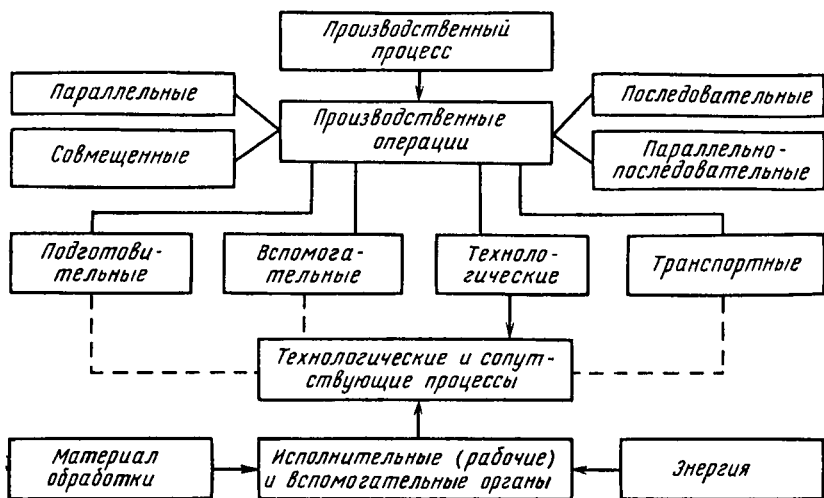 Производственный
процесс
Параллельные
Совмещенные
Производственные
операции
Последовательные
Параллельно-
последовательные
Подготови-
тельные
Вспомога-
тельные
Техноло-
гические
Транспортные
Технологические и сопут-
ствующие процессы
Материал
обработки
Исполнительные (рабочие)
и вспомогательные органы
Энергия